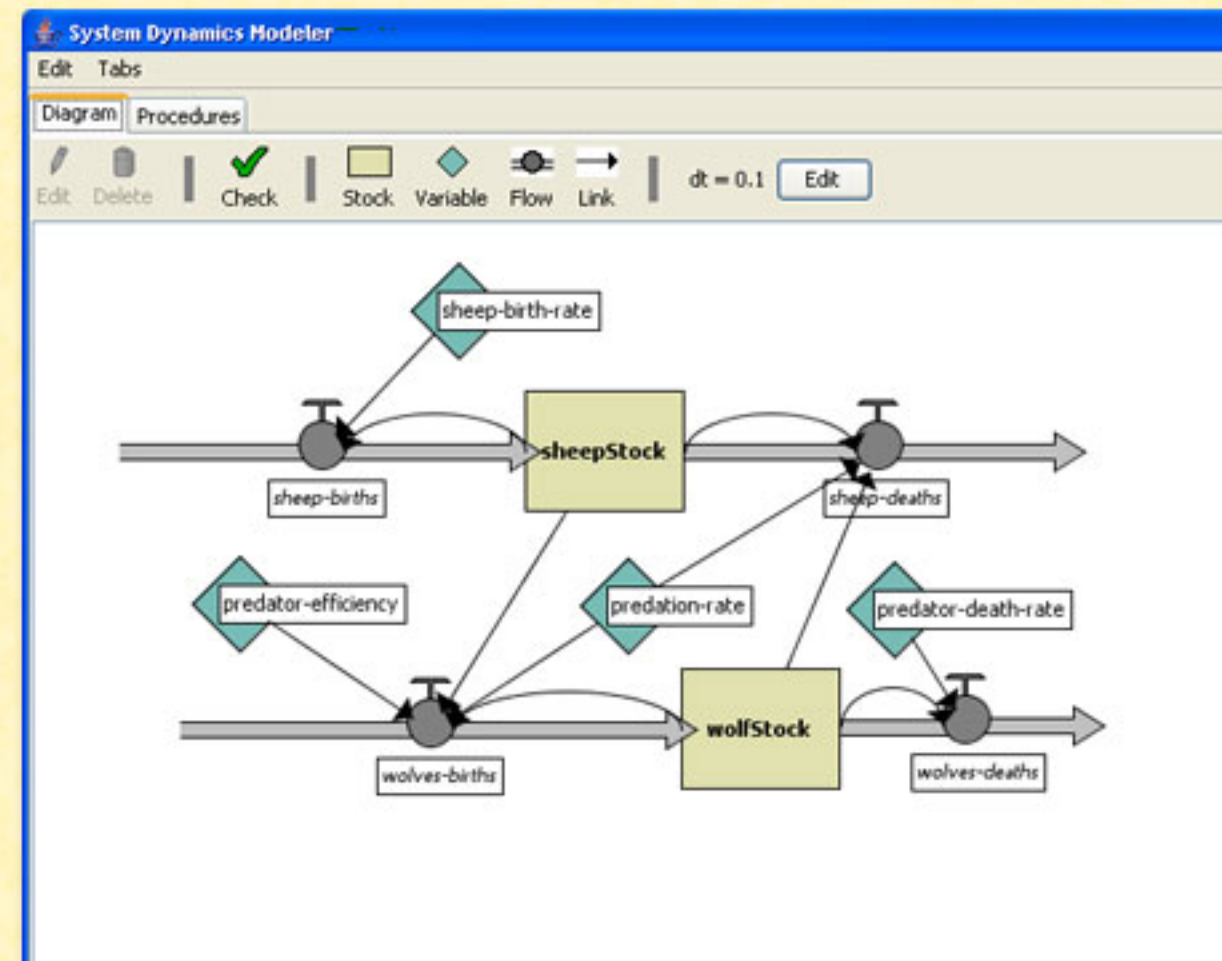 System Dynamics Modeler
Edit Tabs
Diagram Procedures
Edit Delete Check Stock Variable Flow Link dt = 0.1 Edit
sheep-birth-rate
sheepStock
sheep-births sheep-deaths
predator-efficiency predation-rate predator-death-rate
wolfStock
wolves-births wolves-deaths